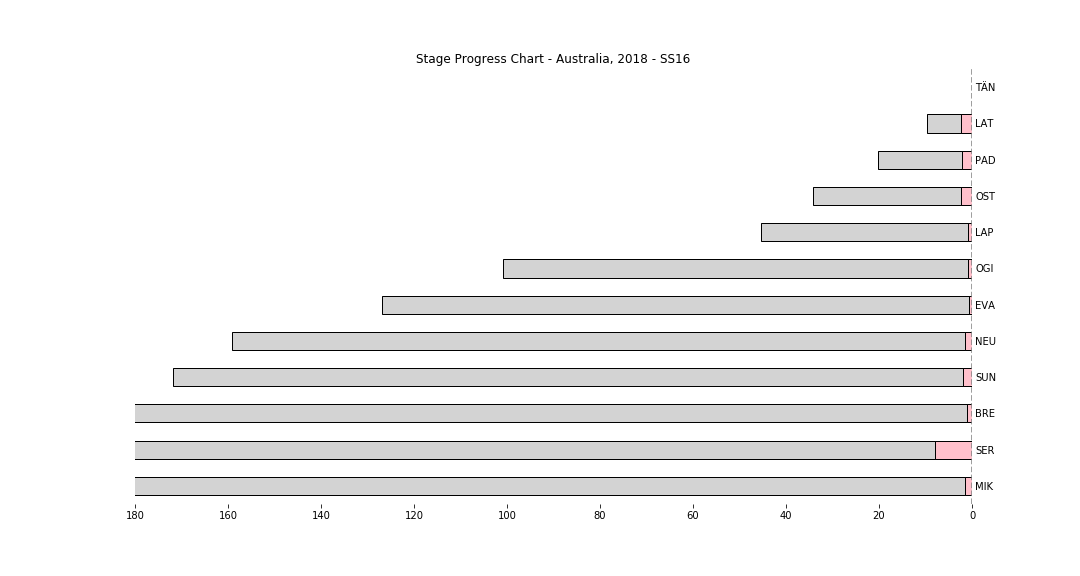 Stage Progress Chart - Australia, 2018 - SS16
TÄN
LAT
PAD
OST
LAP
OGI
EVA
NEU
SUN
BRE
SER
MIK
180 160 140 120 100 80 60 40 20 0